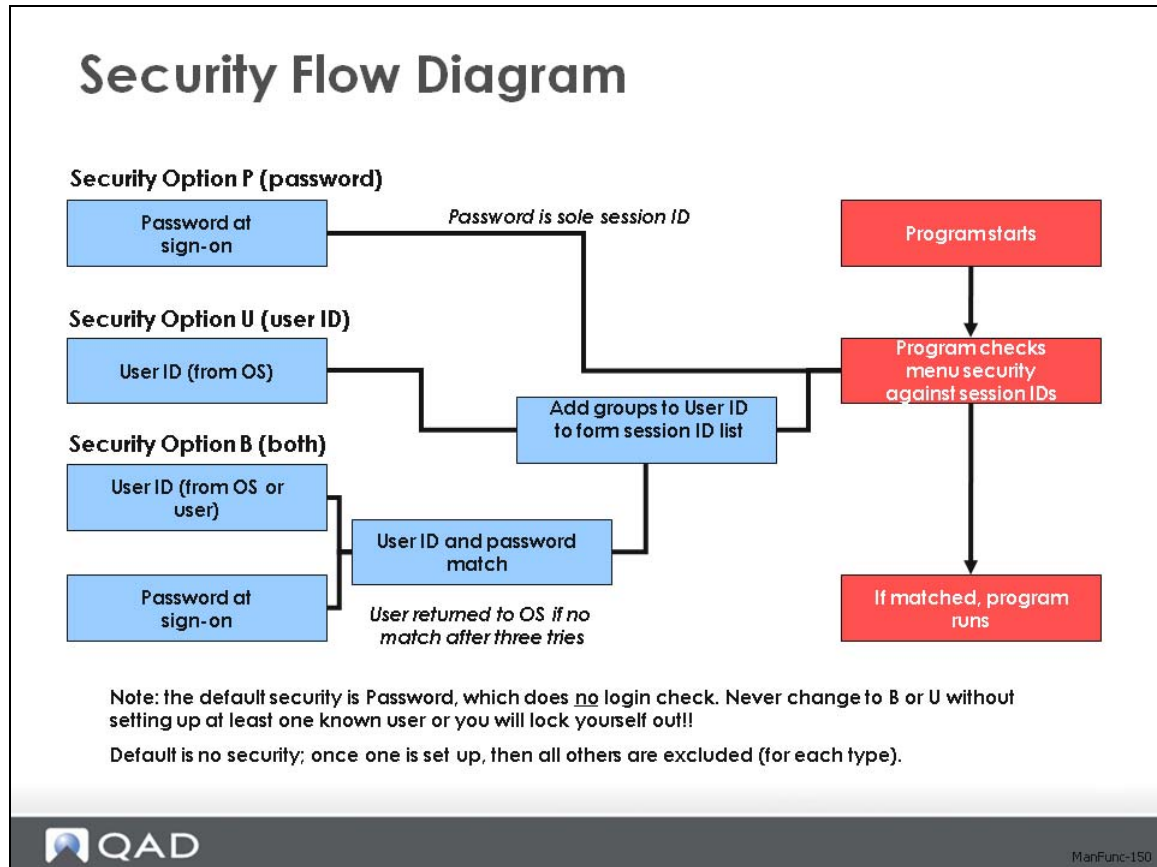 Security Flow Diagram
Security Option P (password)
Password at
sign-on
Password is sole session ID
Program starts
Security Option U (user ID)
User ID (from OS)
Program checks
menu security
against session IDs
Add groups to User ID
to form session ID list
Security Option B (both)
User ID (from OS or
user)
User ID and password
match
Password at
sign-on
User returned to OS if no
match after three tries
If matched, program
runs
Note: the default security is Password, which does no login check. Never change to B or U without
setting up at least one known user or you will lock yourself out!!
Default is no security; once one is set up, then all others are excluded (for each type).
QAD
ManFunc-150